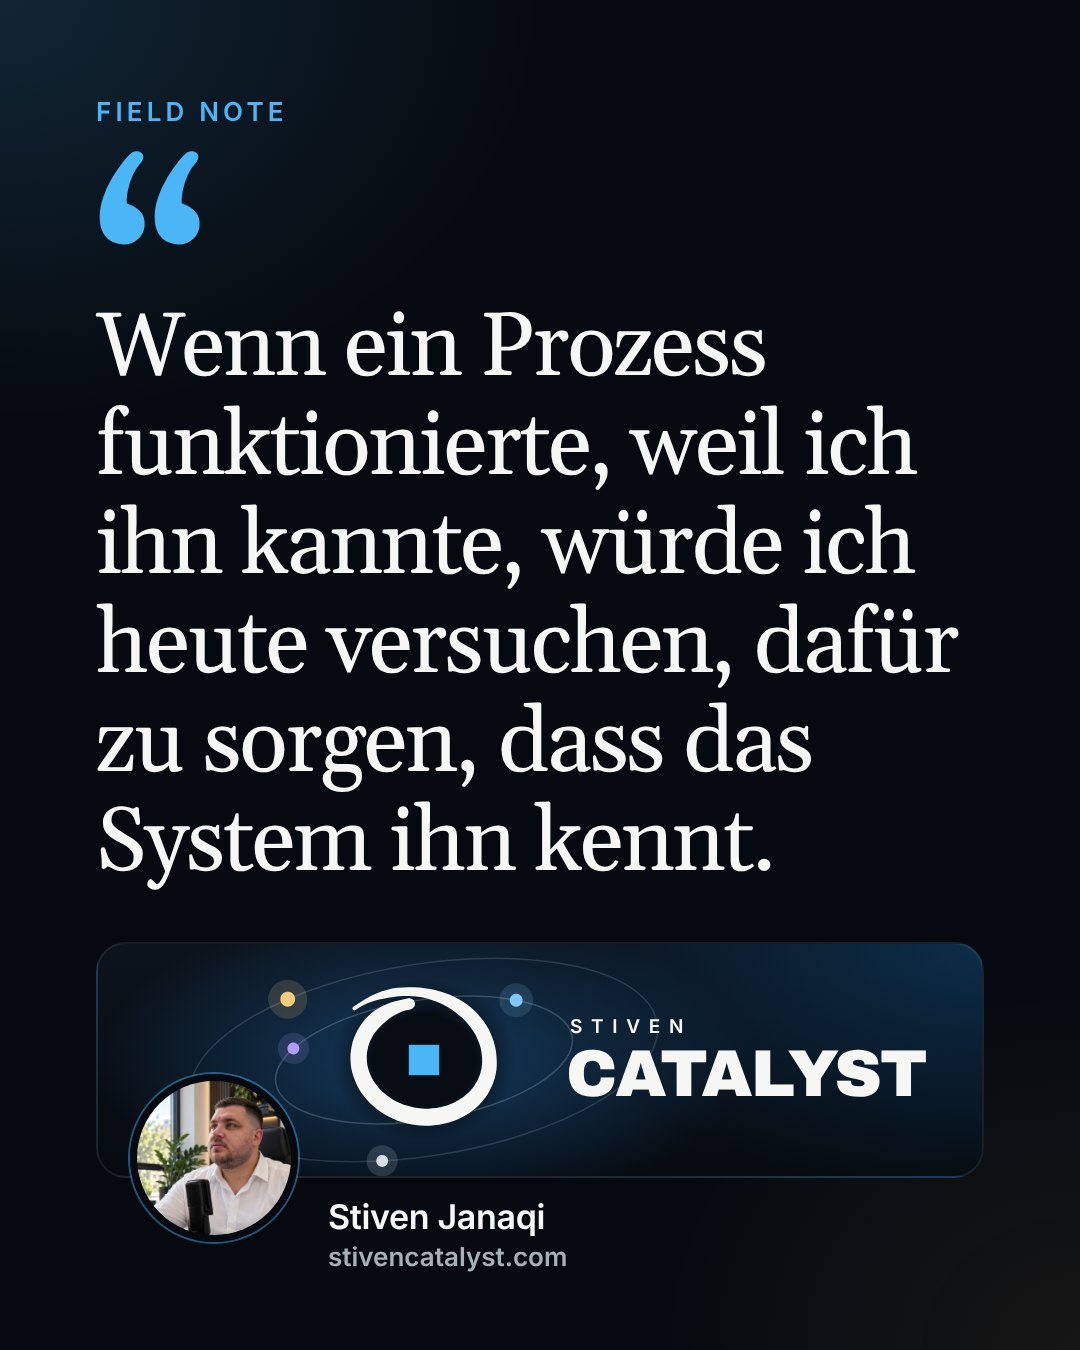 FIELD NOTE
“
Wenn ein Prozess
funktionierte, weil ich
ihn kannte, würde ich
heute versuchen, dafür
zu sorgen, dass das
System ihn kennt.
STIVEN
CATALYST
Stiven Janaqi
stivencatalyst.com